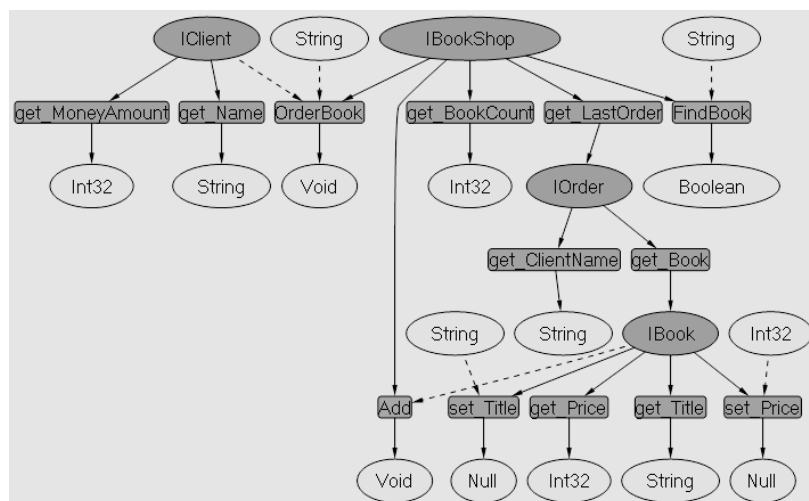 IClient
String
IBookShop
String
get_MoneyAmount
get_Name
OrderBook
get_BookCount
get_LastOrder
FindBook
Int32
String
Void
Int32
IOrder
Boolean
get_ClientName
get_Book
String
String
IBook
Int32
Add
set_Title
get_Price
get_Title
set_Price
Void
Null
Int32
String
Null